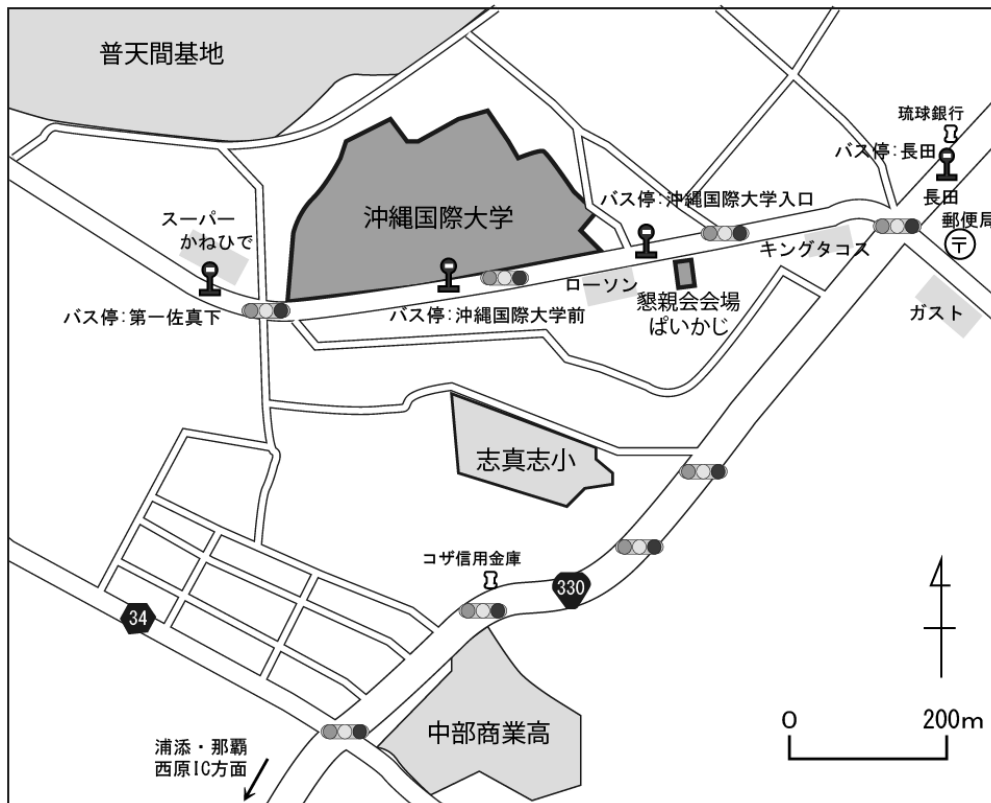 普天間基地
琉球銀行
バス停:長田
長田
郵便局
〒
スーパー
かねひで
沖縄国際大学
バス停:沖縄国際大学入口
キングタコス
ローソン
懇親会会場
ぱいかじ
ガスト
バス停:第一佐真下
バス停:沖縄国際大学前
志真志小
コザ信用金庫
330
34
中部商業高
浦添・那覇
西原IC方面
0 200m